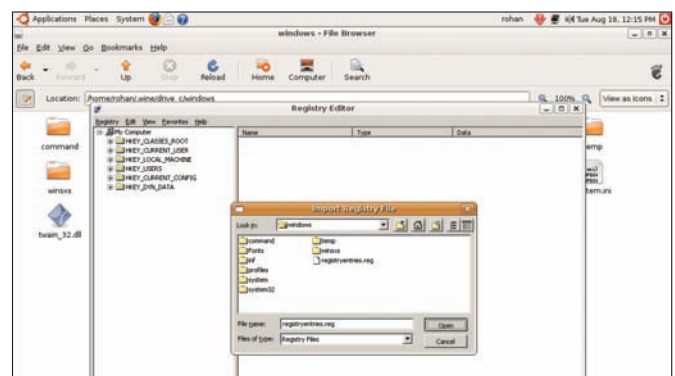 Applications Places System rohan Tue Aug 18, 12:15 PM
windows - File Browser
File Edit View Go Bookmarks Help
Back Forward Up Stop Reload Home Computer Search
Location: /home/rohan/.wine/drive_c/windows 100% View as Icons
Registry Editor
Registry Edit View Favorites Help
My Computer
HKEY_CLASSES_ROOT
HKEY_CURRENT_USER
HKEY_LOCAL_MACHINE
HKEY_USERS
HKEY_CURRENT_CONFIG
HKEY_DYN_DATA
Name Type Data
command
winsxs
twain_32.dll
emp
tem.ini
Import Registry File
Look in: windows
command temp
Fonts winsxs
inf registryentries.reg
profiles
system
system32
File name: registryentries.reg Open
Files of type: Registry Files Cancel